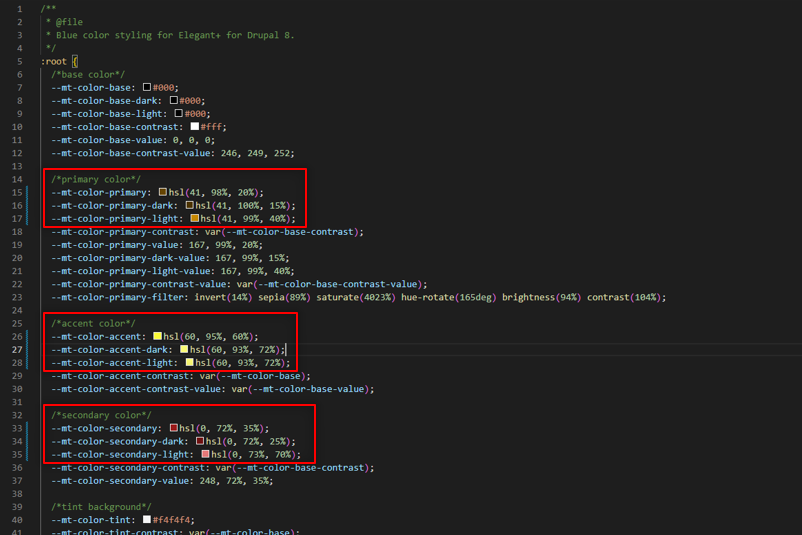 1 /**
2 * @file
3 * Blue color styling for Elegant+ for Drupal 8.
4 */
5 :root {
6 /*base color*/
7 --mt-color-base: #000;
8 --mt-color-base-dark: #000;
9 --mt-color-base-light: #000;
10 --mt-color-base-contrast: #fff;
11 --mt-color-base-value: 0, 0, 0;
12 --mt-color-base-contrast-value: 246, 249, 252;
13
14 /*primary color*/
15 --mt-color-primary: hsl(41, 98%, 20%);
16 --mt-color-primary-dark: hsl(41, 100%, 15%);
17 --mt-color-primary-light: hsl(41, 99%, 40%);
18 --mt-color-primary-contrast: var(--mt-color-base-contrast);
19 --mt-color-primary-value: 167, 99%, 20%;
20 --mt-color-primary-dark-value: 167, 99%, 15%;
21 --mt-color-primary-light-value: 167, 99%, 40%;
22 --mt-color-primary-contrast-value: var(--mt-color-base-contrast-value);
23 --mt-color-primary-filter: invert(14%) sepia(89%) saturate(4023%) hue-rotate(165deg) brightness(94%) contrast(104%);
24
25 /*accent color*/
26 --mt-color-accent: hsl(60, 95%, 60%);
27 --mt-color-accent-dark: hsl(60, 93%, 72%);
28 --mt-color-accent-light: hsl(60, 93%, 72%);
29 --mt-color-accent-contrast: var(--mt-color-base);
30 --mt-color-accent-contrast-value: var(--mt-color-base-value);
31
32 /*secondary color*/
33 --mt-color-secondary: hsl(0, 72%, 35%);
34 --mt-color-secondary-dark: hsl(0, 72%, 25%);
35 --mt-color-secondary-light: hsl(0, 73%, 70%);
36 --mt-color-secondary-contrast: var(--mt-color-base-contrast);
37 --mt-color-secondary-value: 248, 72%, 35%;
38
39 /*tint background*/
40 --mt-color-tint: #f4f4f4;
41 --mt-color-tint-contrast: var(--mt-color-base);